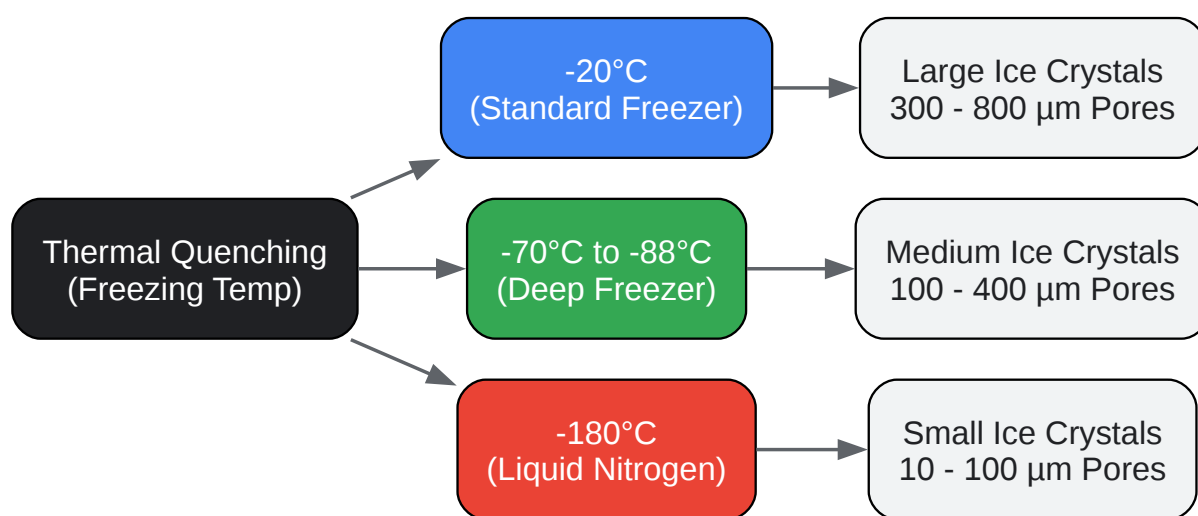 -20°C
(Standard Freezer)
Large Ice Crystals
300 - 800 µm Pores
Thermal Quenching
(Freezing Temp)
-70°C to -88°C
(Deep Freezer)
Medium Ice Crystals
100 - 400 µm Pores
-180°C
(Liquid Nitrogen)
Small Ice Crystals
10 - 100 µm Pores